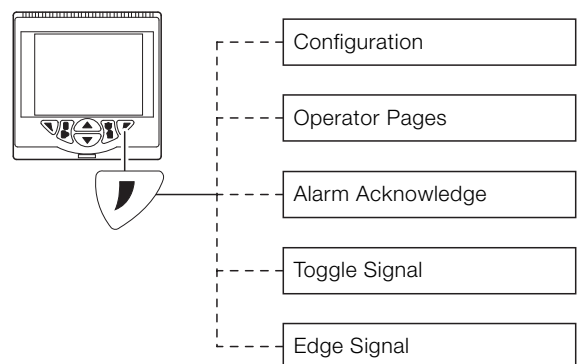 Configuration
Operator Pages
Alarm Acknowledge
Toggle Signal
Edge Signal